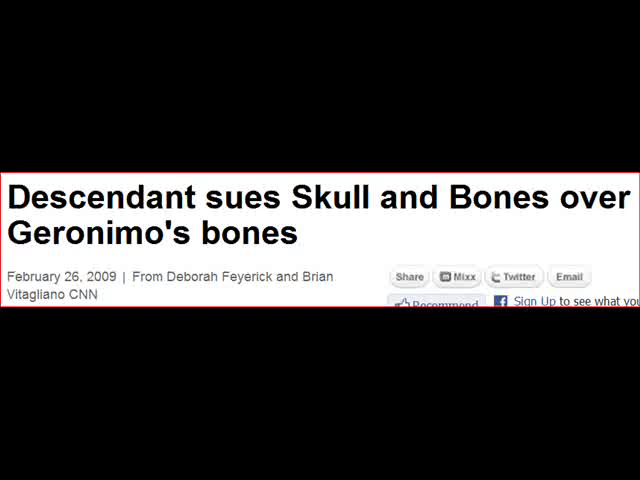 Descendant sues Skull and Bones over
Geronimo's bones
February 26, 2009 | From Deborah Feyerick and Brian
Vitagliano CNN
Share Mixx Twitter Email
Recommend Sign Up to see what you